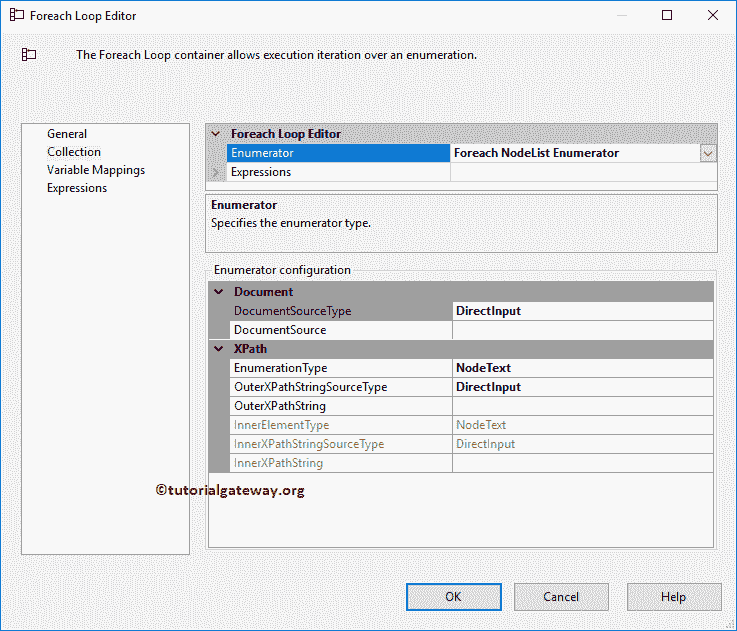 Foreach Loop Editor
The Foreach Loop container allows execution iteration over an enumeration.
General
Collection
Variable Mappings
Expressions
Foreach Loop Editor
Enumerator Foreach NodeList Enumerator
Expressions
Enumerator
Specifies the enumerator type.
Enumerator configuration
Document
DocumentSourceType DirectInput
DocumentSource
XPath
EnumerationType NodeText
OuterXPathStringSourceType DirectInput
OuterXPathString
InnerElementType NodeText
InnerXPathStringSourceType DirectInput
InnerXPathString
©tutorialgateway.org
OK Cancel Help